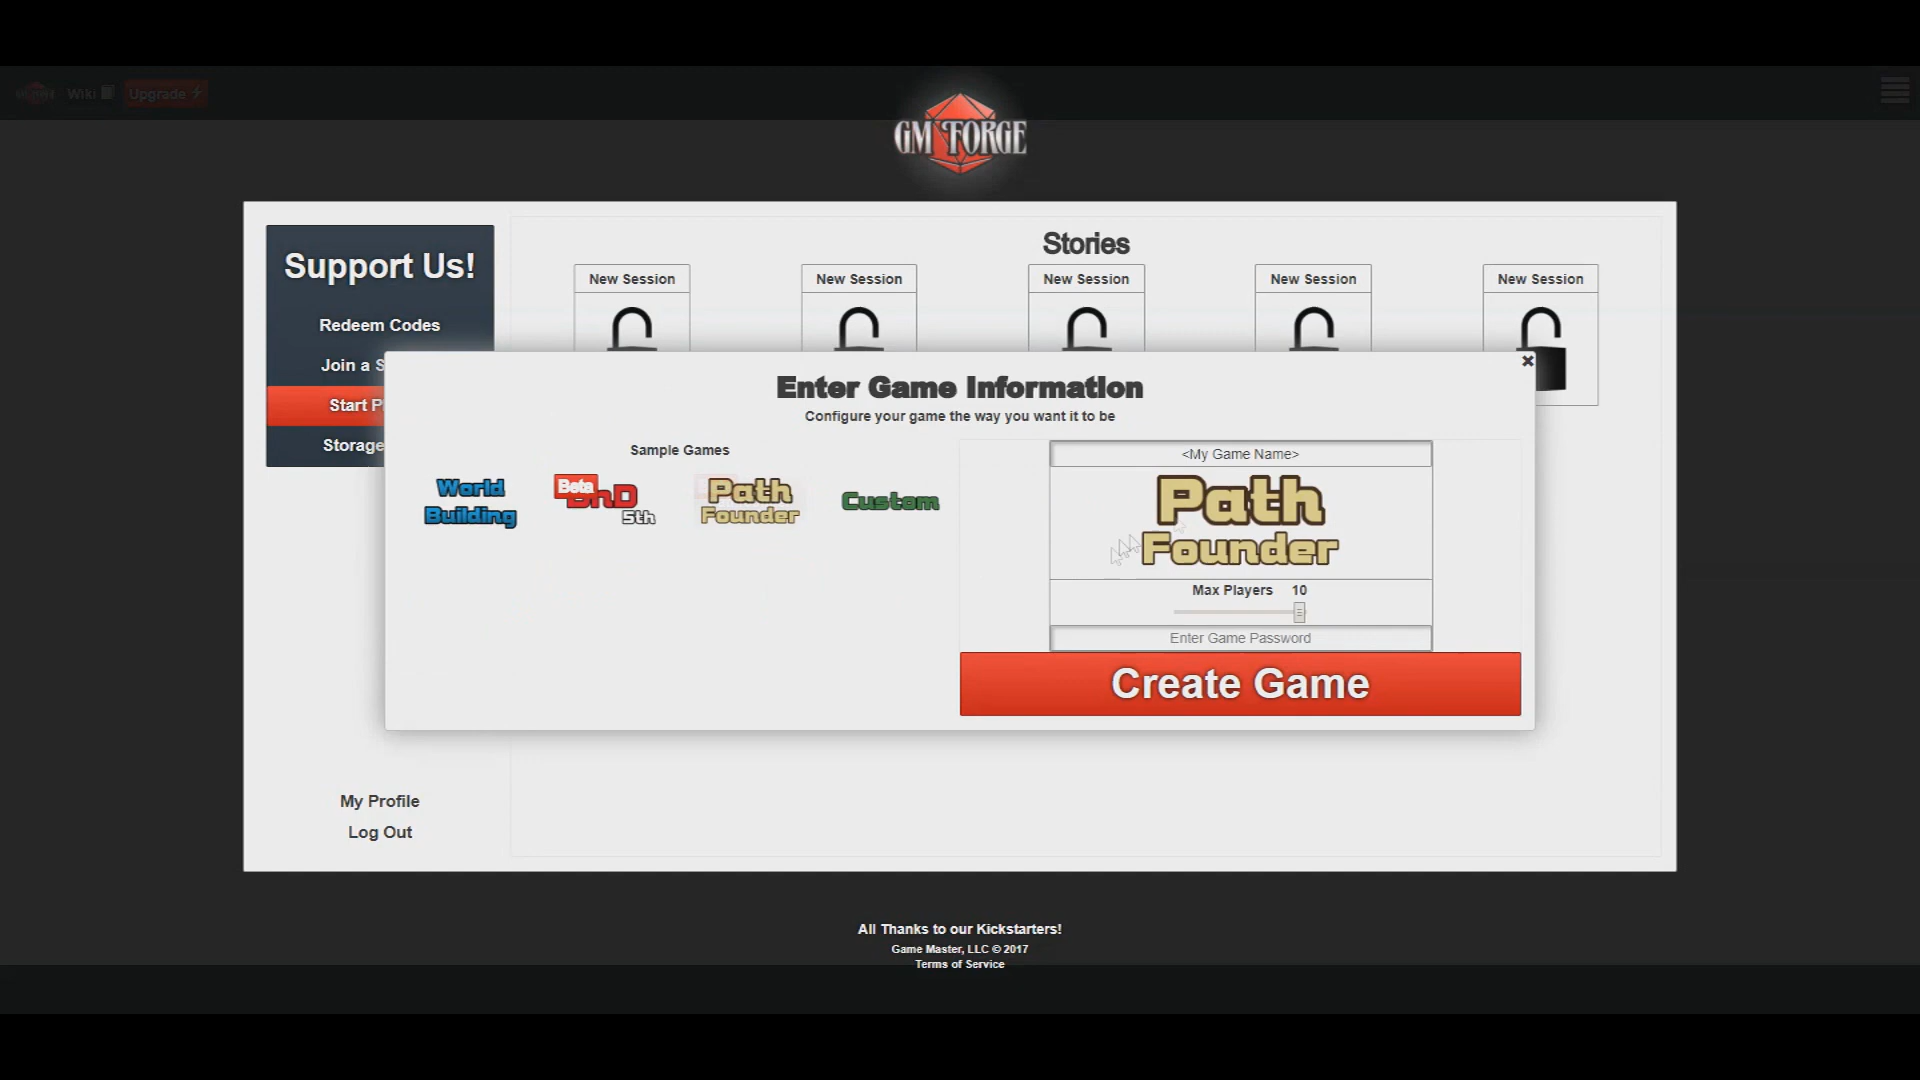 GM FORGE
Wiki
Upgrade
GM FORGE
Support Us!
Redeem Codes
Join a S
Start P
Storage
My Profile
Log Out
Stories
New Session
New Session
New Session
New Session
New Session
Enter Game Information
Configure your game the way you want it to be
Sample Games
World
Building
Beta
DnD
5th
Path
Founder
Custom
<My Game Name>
Path
Founder
Max Players 10
Enter Game Password
Create Game
All Thanks to our Kickstarters!
Game Master, LLC © 2017
Terms of Service